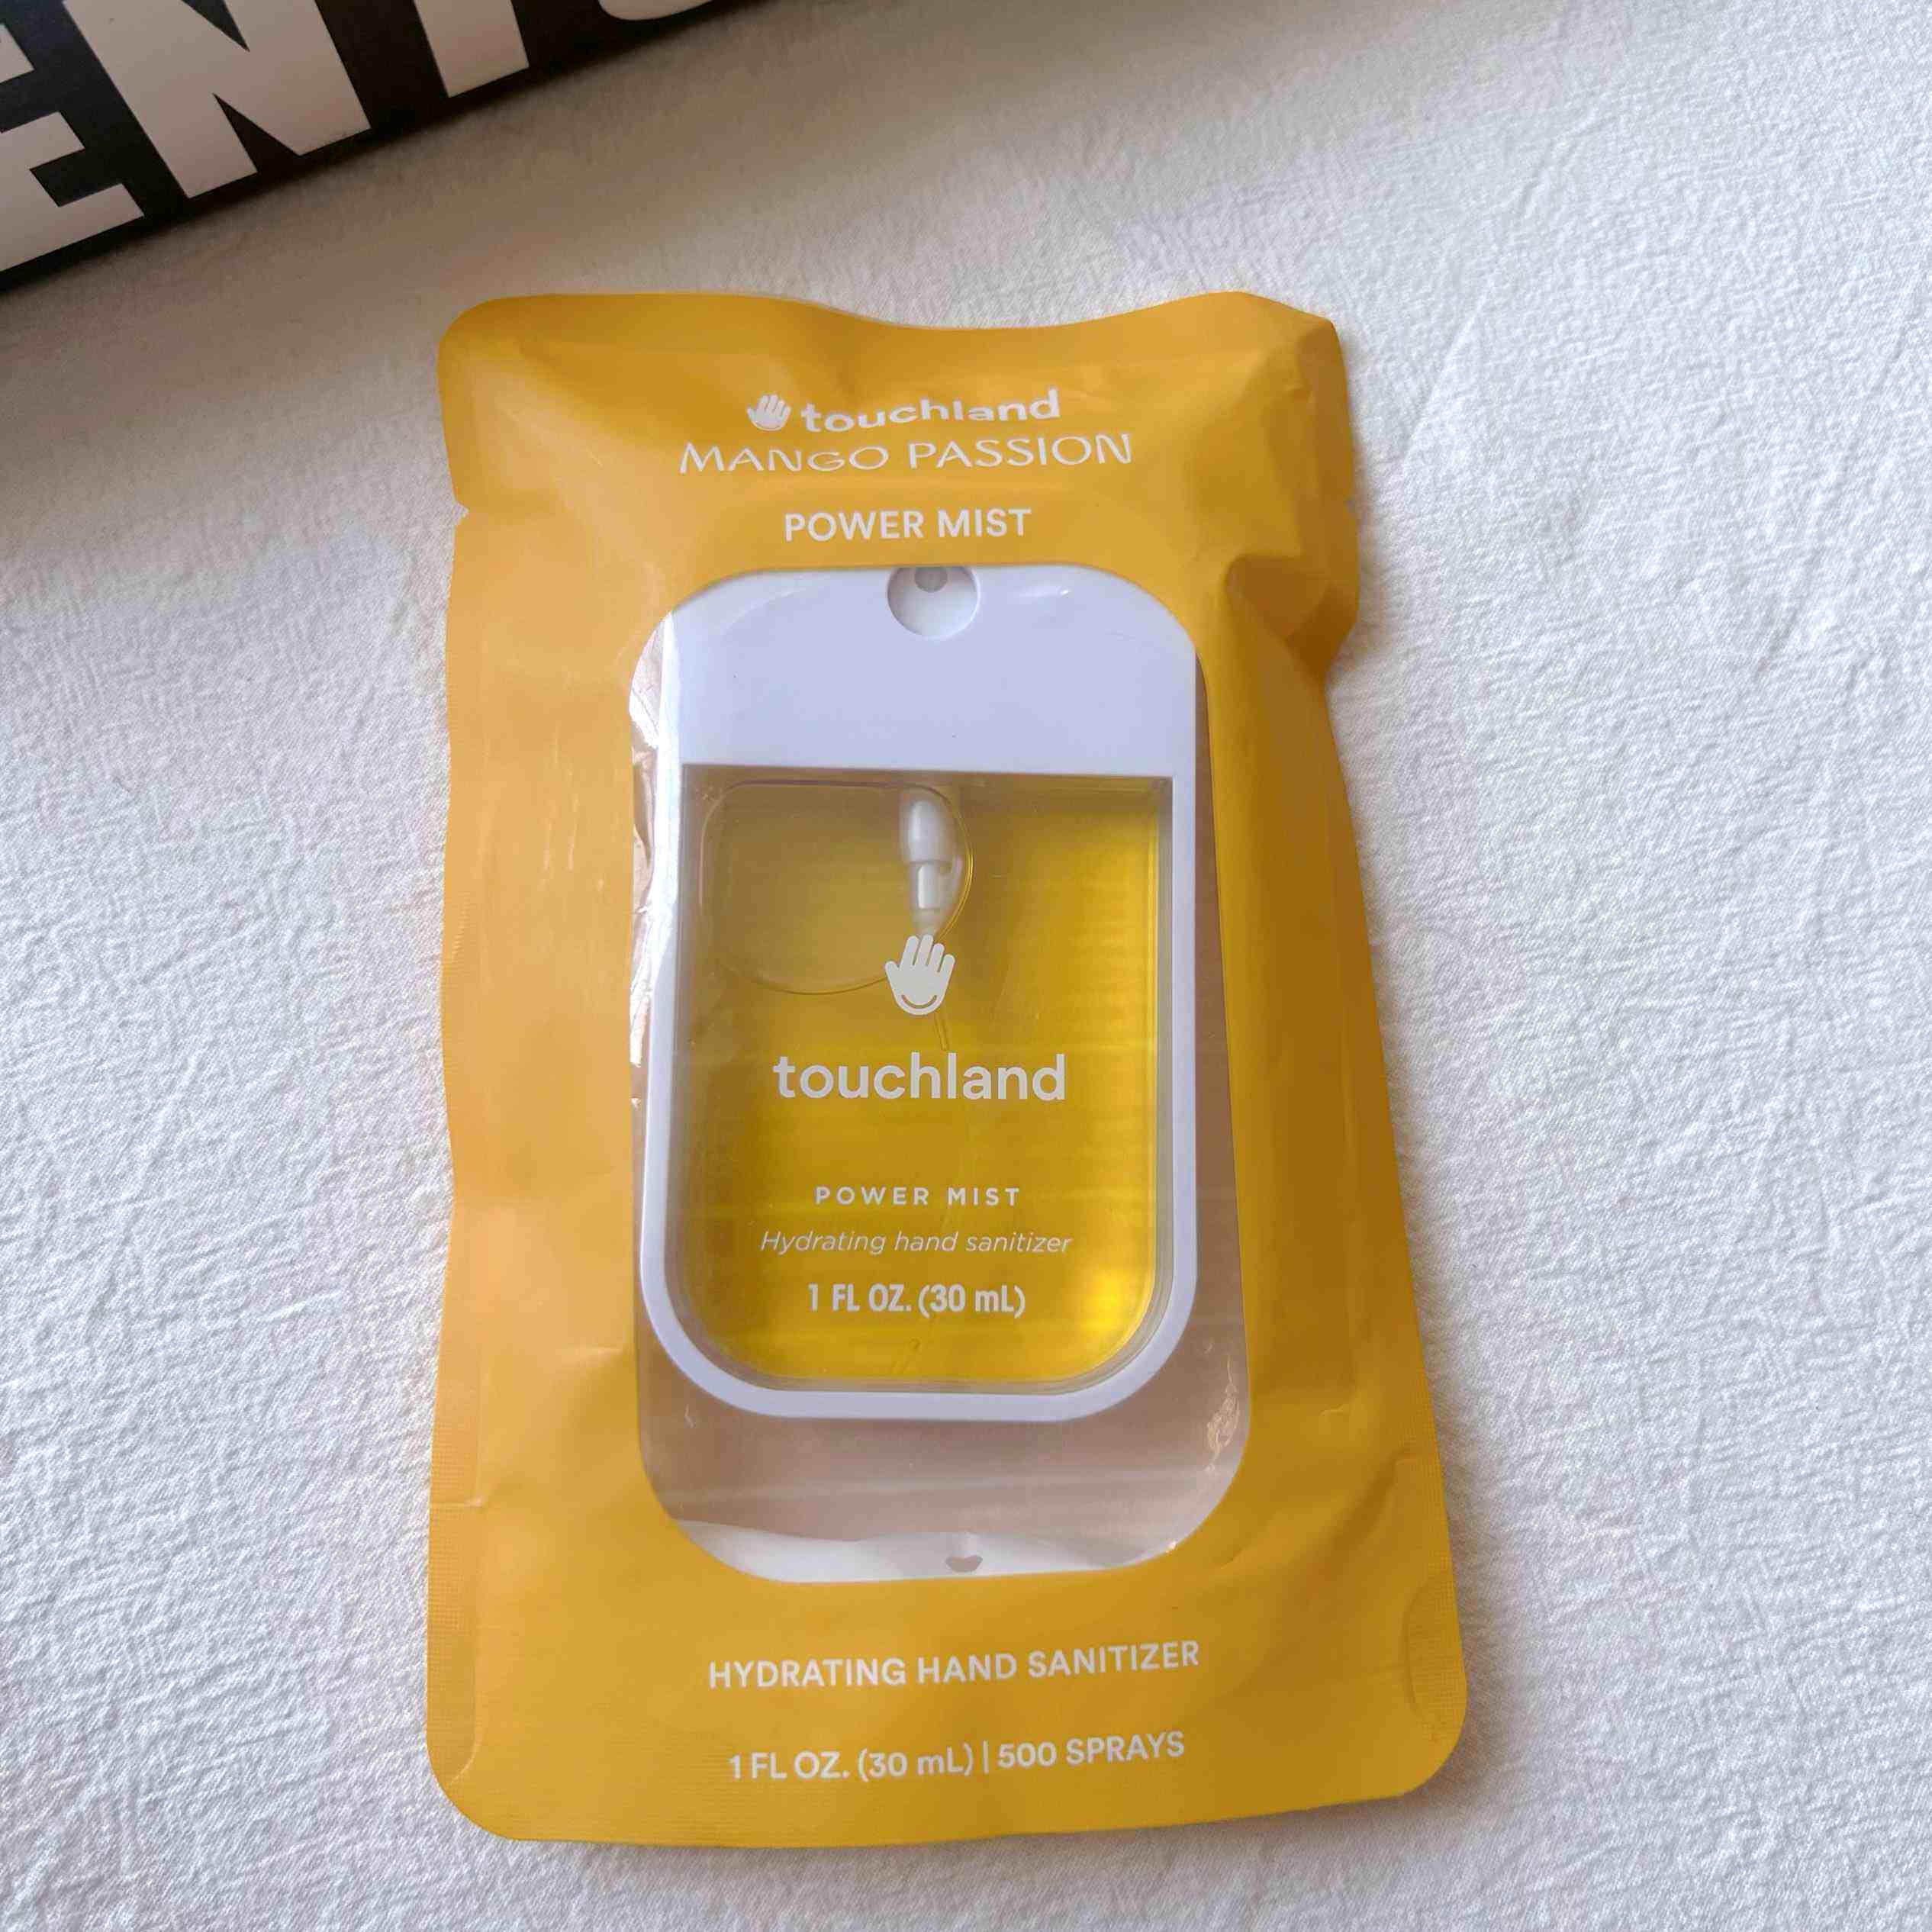 touchland
MANGO PASSION
POWER MIST
touchland
POWER MIST
Hydrating hand sanitizer
1 FL OZ. (30 mL)
HYDRATING HAND SANITIZER
1 FL OZ. (30 mL) | 500 SPRAYS